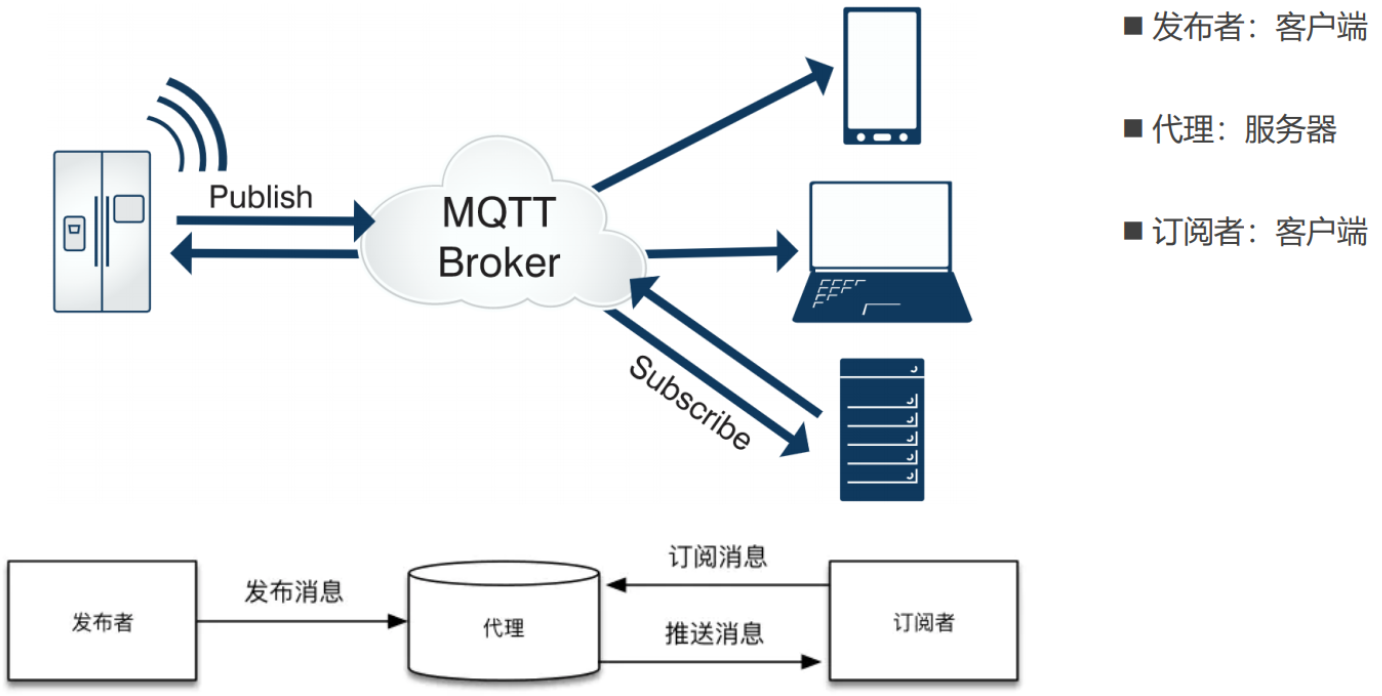 ■ 发布者：客户端
■ 代理：服务器
■ 订阅者：客户端
Publish
MQTT
Broker
Subscribe
发布者
发布消息
代理
订阅消息
推送消息
订阅者